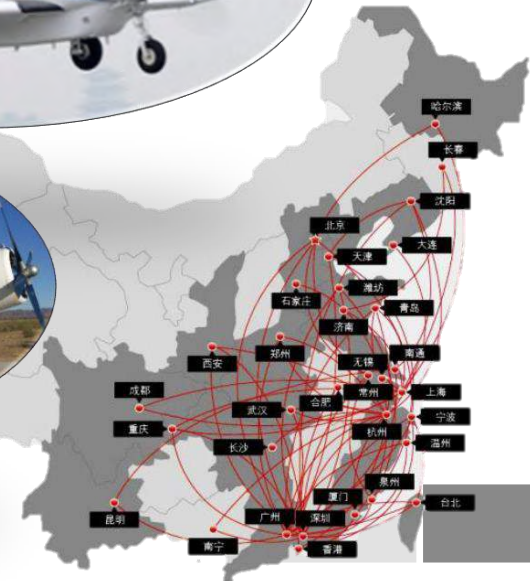 哈尔滨
长春
沈阳
北京
大连
天津
潍坊
石家庄
青岛
济南
郑州
西安
无锡
南通
成都
合肥
常州
上海
武汉
宁波
重庆
杭州
温州
长沙
泉州
厦门
台北
昆明
广州
深圳
南宁
香港